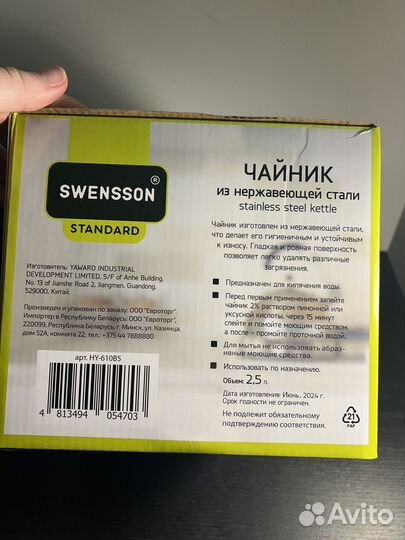 SWENSSON®
STANDARD
Изготовитель: YAWARD INDUSTRIAL
DEVELOPMENT LIMITED, 5/F of Anhe Building,
No. 13 of Jianshe Road 2, Jiangmen, Guandong,
529000, Китай.
Произведен и упакован по заказу: ООО "Евроторг".
Импортер в Республику Беларусь: ООО "Евроторг",
220099, Республика Беларусь, г. Минск, ул. Казинца,
дом 52А, комната 22, тел.: +375 44 7888880
арт. HY-610B5
4 813494 054703
ЧАЙНИК
из нержавеющей стали
stainless steel kettle
Чайник изготовлен из нержавеющей стали,
что делает его гигиеничным и устойчивым
к износу. Гладкая и ровная поверхность
позволяет легко удалять различные
загрязнения.
Предназначен для кипячения воды.
Перед первым применением залейте
чайник 2% раствором лимонной или
уксусной кислоты, через 15 минут
слейте и помойте моющим средством,
а после – промойте проточной водой.
Для мытья не использовать абраз-
ивные моющие средства.
Использовать по назначению.
Объем: 2,5 л.
Дата изготовления: Июнь, 2024 г.
Срок годности не ограничен.
Не подлежит обязательному
подтверждению соответствия.
21
PAP
Avito